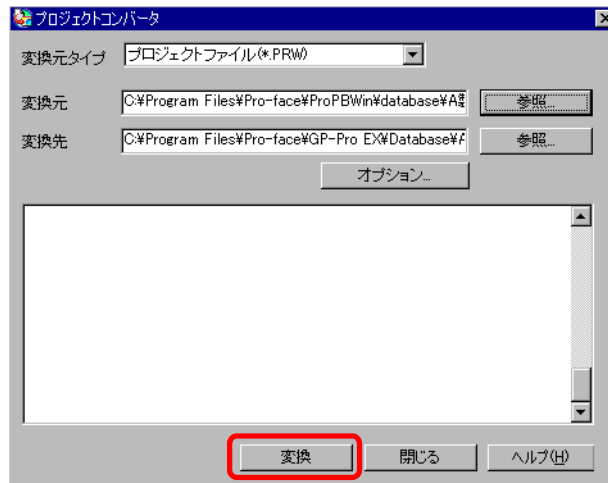 プロジェクトコンバータ
変換元タイプ プロジェクトファイル(*.PRW)
変換元 C:¥Program Files¥Pro-face¥ProPBWin¥database¥A 参照...
変換先 C:¥Program Files¥Pro-face¥GP-Pro EX¥Database¥A 参照...
オプション...
変換 閉じる ヘルプ(H)